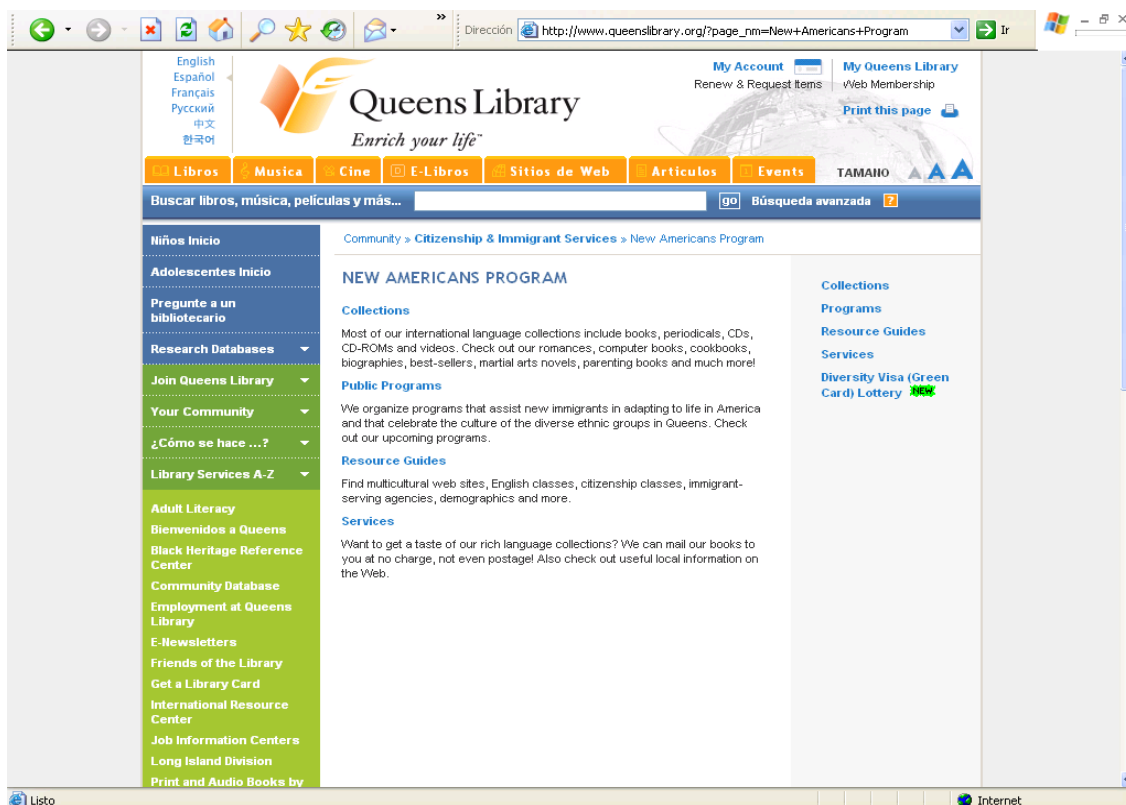 »
Dirección http://www.queenslibrary.org/?page_nm=New+Americans+Program Ir
English
Español
Français
Русский
中文
한국어
Queens Library
Enrich your life™
My Account
Renew & Request Items
My Queens Library
Web Membership
Print this page
Libros Musica Cine E-Libros Sitios de Web Articulos Events TAMANO A A A
Buscar libros, música, películas y más... go Búsqueda avanzada ?
Niños Inicio
Adolescentes Inicio
Pregunte a un
bibliotecario
Research Databases
Join Queens Library
Your Community
¿Cómo se hace ...?
Library Services A-Z
Adult Literacy
Bienvenidos a Queens
Black Heritage Reference
Center
Community Database
Employment at Queens
Library
E-Newsletters
Friends of the Library
Get a Library Card
International Resource
Center
Job Information Centers
Long Island Division
Print and Audio Books by
Community » Citizenship & Immigrant Services » New Americans Program
NEW AMERICANS PROGRAM
Collections
Most of our international language collections include books, periodicals, CDs,
CD-ROMs and videos. Check out our romances, computer books, cookbooks,
biographies, best-sellers, martial arts novels, parenting books and much more!
Public Programs
We organize programs that assist new immigrants in adapting to life in America
and that celebrate the culture of the diverse ethnic groups in Queens. Check
out our upcoming programs.
Resource Guides
Find multicultural web sites, English classes, citizenship classes, immigrant-
serving agencies, demographics and more.
Services
Want to get a taste of our rich language collections? We can mail our books to
you at no charge, not even postage! Also check out useful local information on
the Web.
Collections
Programs
Resource Guides
Services
Diversity Visa (Green
Card) Lottery NEW
Listo Internet